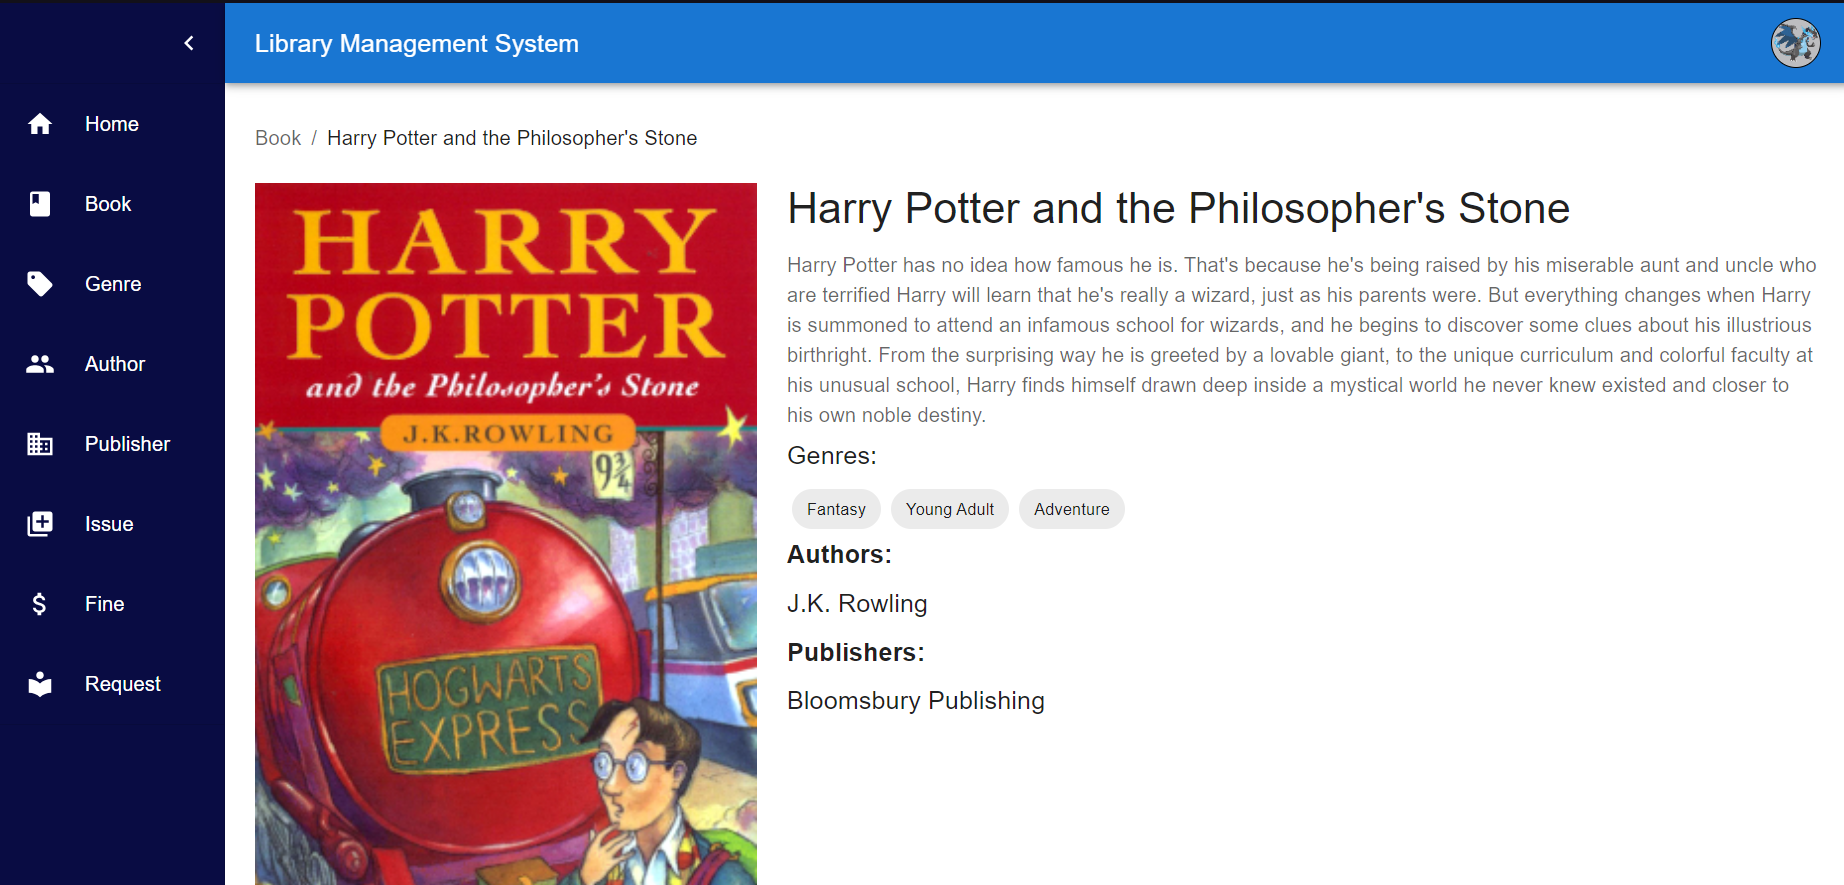 Library Management System
Home
Book
Genre
Author
Publisher
Issue
Fine
Request
Book / Harry Potter and the Philosopher's Stone
HARRY
POTTER
and the Philosopher's Stone
J.K.ROWLING
9¾
HOGWARTS
EXPRESS
Harry Potter and the Philosopher's Stone
Harry Potter has no idea how famous he is. That's because he's being raised by his miserable aunt and uncle who
are terrified Harry will learn that he's really a wizard, just as his parents were. But everything changes when Harry
is summoned to attend an infamous school for wizards, and he begins to discover some clues about his illustrious
birthright. From the surprising way he is greeted by a lovable giant, to the unique curriculum and colorful faculty at
his unusual school, Harry finds himself drawn deep inside a mystical world he never knew existed and closer to
his own noble destiny.
Genres:
Fantasy Young Adult Adventure
Authors:
J.K. Rowling
Publishers:
Bloomsbury Publishing